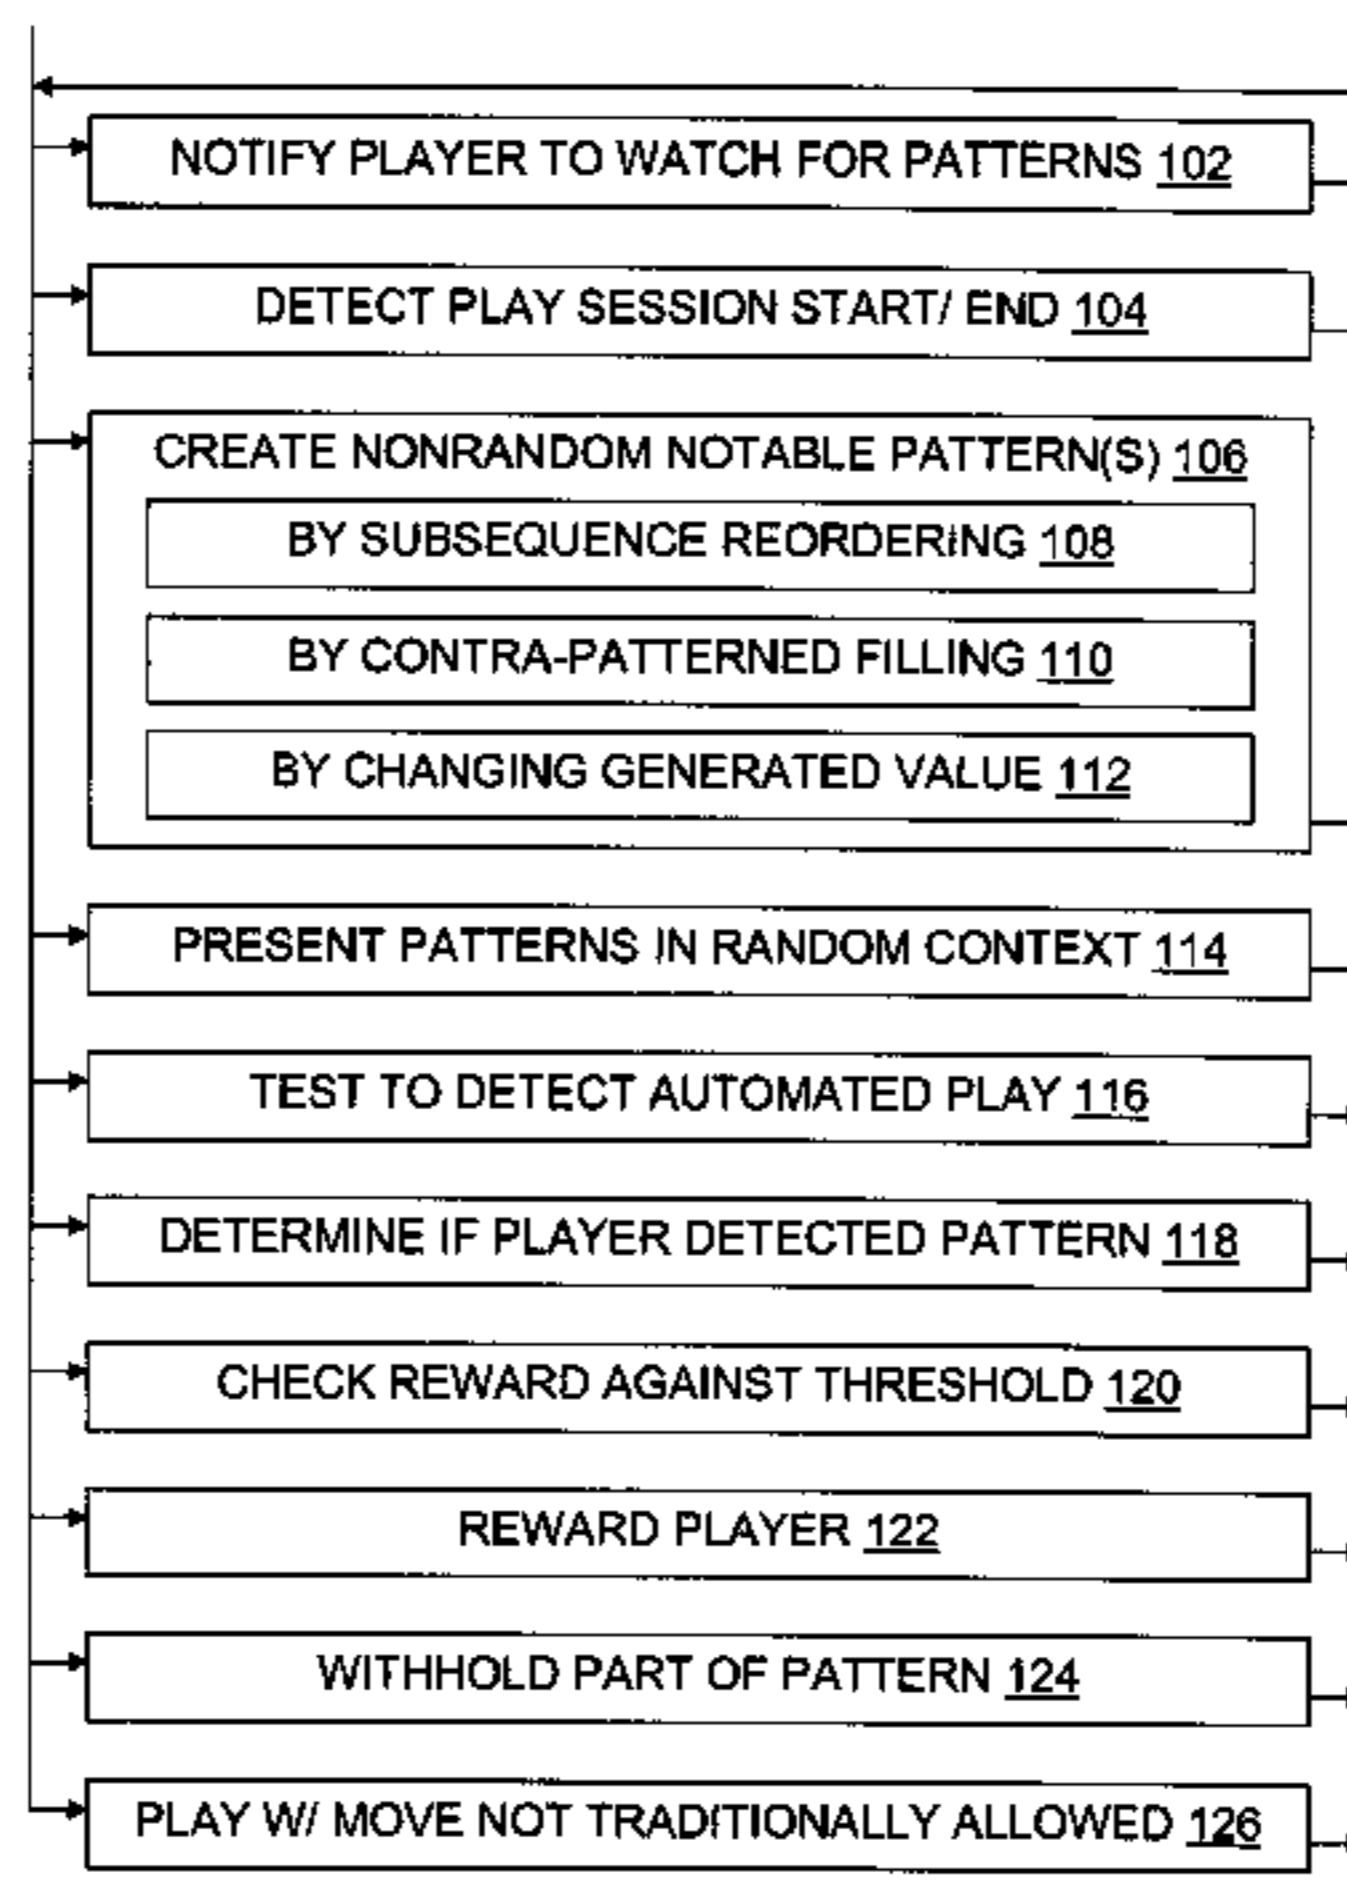 NOTIFY PLAYER TO WATCH FOR PATTERNS 102
DETECT PLAY SESSION START/ END 104
CREATE NONRANDOM NOTABLE PATTERN(S) 106
BY SUBSEQUENCE REORDERING 108
BY CONTRA-PATTERNED FILLING 110
BY CHANGING GENERATED VALUE 112
PRESENT PATTERNS IN RANDOM CONTEXT 114
TEST TO DETECT AUTOMATED PLAY 116
DETERMINE IF PLAYER DETECTED PATTERN 118
CHECK REWARD AGAINST THRESHOLD 120
REWARD PLAYER 122
WITHHOLD PART OF PATTERN 124
PLAY W/ MOVE NOT TRADITIONALLY ALLOWED 126